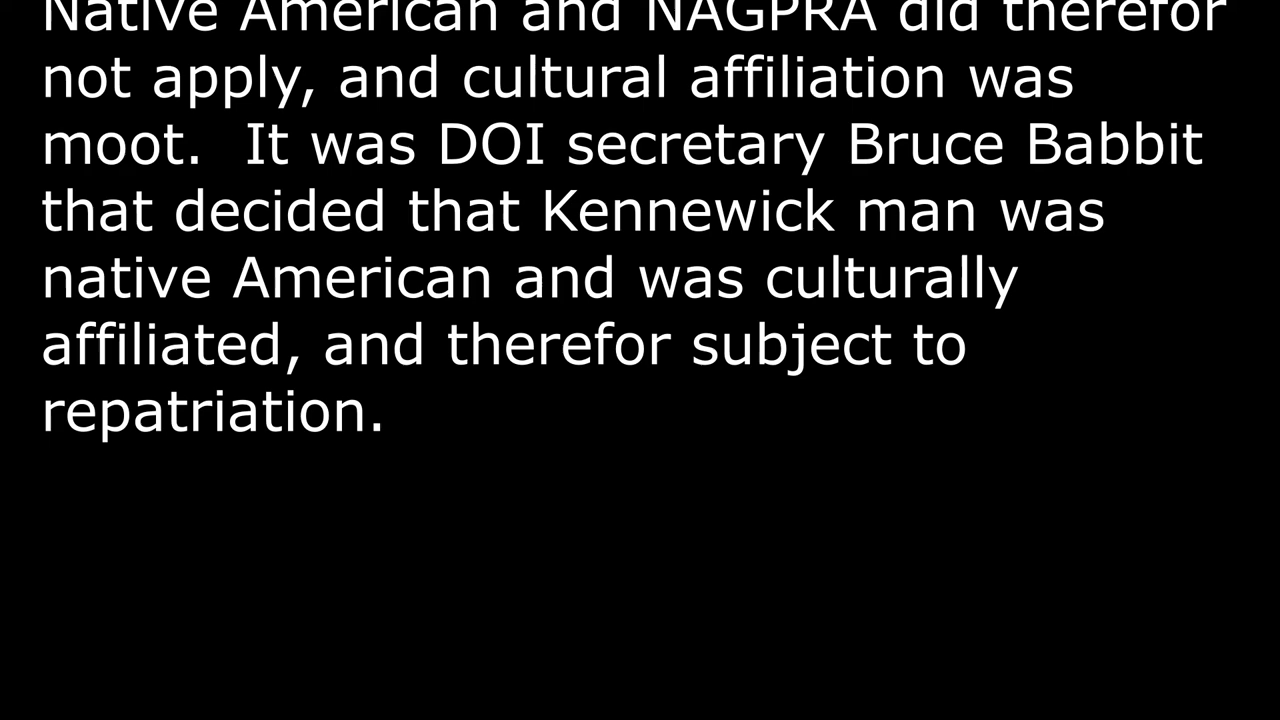 Native American and NAGPRA did therefor
not apply, and cultural affiliation was
moot.  It was DOI secretary Bruce Babbit
that decided that Kennewick man was
native American and was culturally
affiliated, and therefor subject to
repatriation.